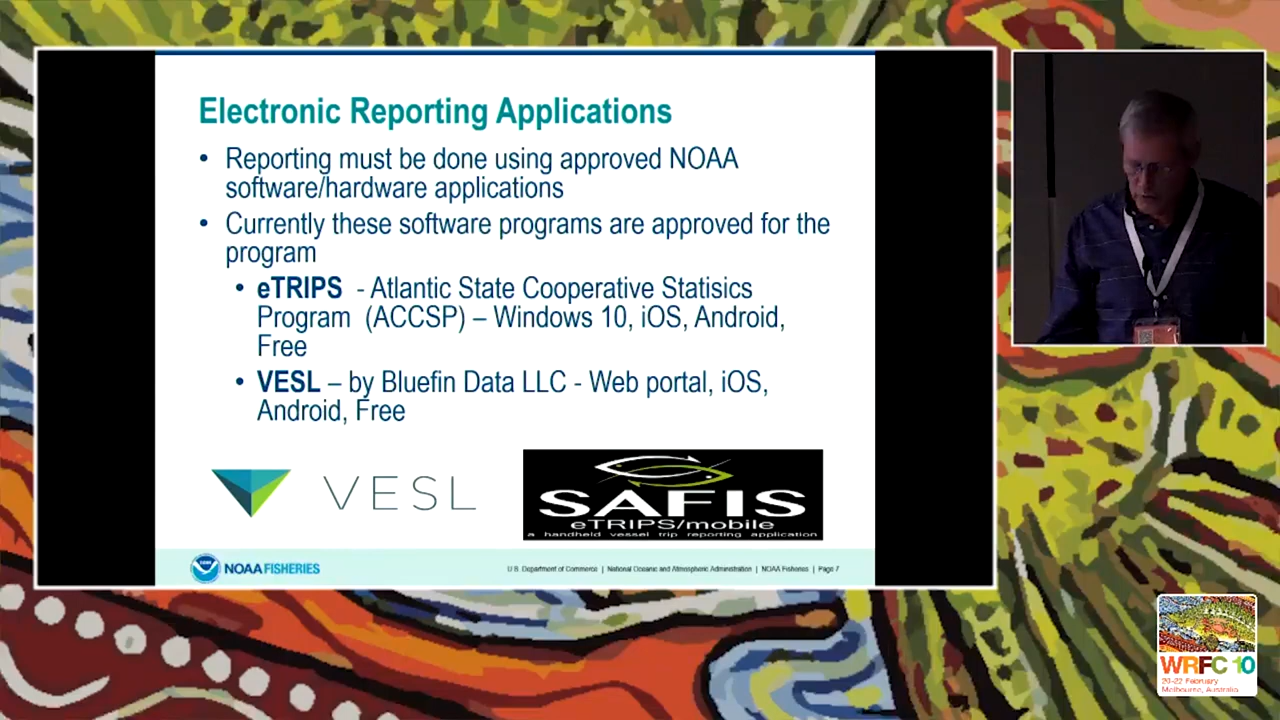 Electronic Reporting Applications
• Reporting must be done using approved NOAA
software/hardware applications
• Currently these software programs are approved for the
program
• eTRIPS - Atlantic State Cooperative Statisics
Program (ACCSP) – Windows 10, iOS, Android,
Free
• VESL – by Bluefin Data LLC - Web portal, iOS,
Android, Free
VESL
SAFIS
eTRIPS/mobile
a handheld vessel trip reporting application
NOAA FISHERIES
U.S. Department of Commerce | National Oceanic and Atmospheric Administration | NOAA Fisheries | Page 7
WRFC 10
20-22 February
Melbourne, Australia